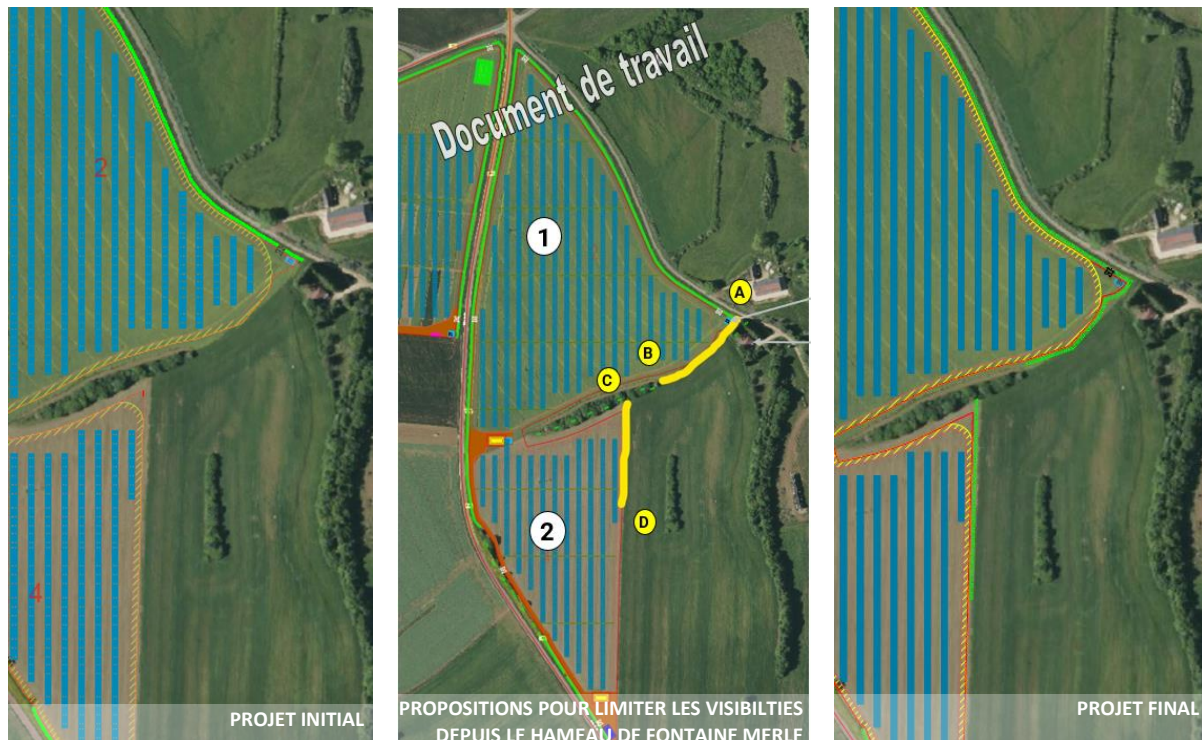 2
4
PROJET INITIAL
Document de travail
1
A
B
C
2
D
PROPOSITIONS POUR LIMITER LES VISIBILTIES
DEPUIS LE HAMEAU DE FONTAINE MERLE
PROJET FINAL